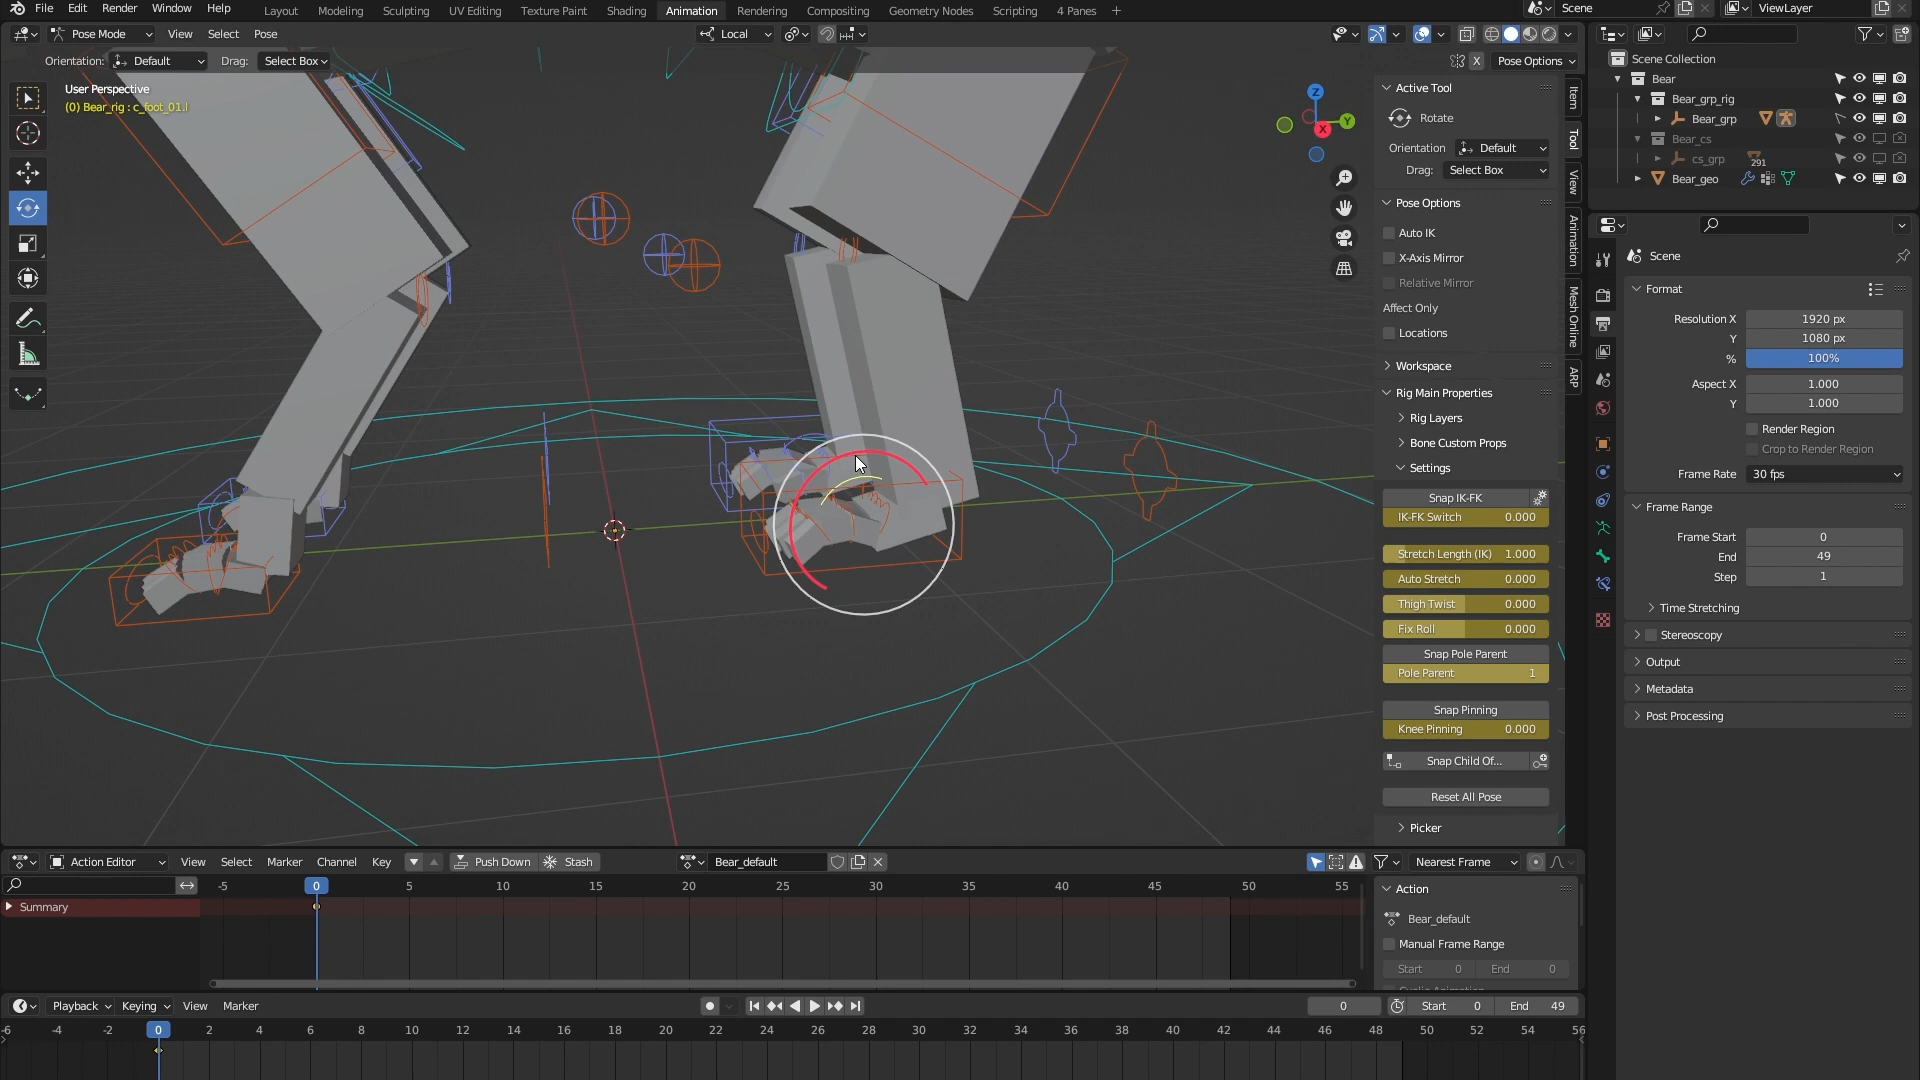 File Edit Render Window Help Layout Modeling Sculpting UV Editing Texture Paint Shading Animation Rendering Compositing Geometry Nodes Scripting 4 Panes + Scene ViewLayer
Pose Mode View Select Pose Local
Orientation: Default Drag: Select Box X Pose Options
User Perspective
(0) Bear_rig : c_foot_01.l
Z
Y
X
Active Tool
Rotate
Orientation Default
Drag: Select Box
Pose Options
Auto IK
X-Axis Mirror
Relative Mirror
Affect Only
Locations
Workspace
Rig Main Properties
Rig Layers
Bone Custom Props
Settings
Snap IK-FK
IK-FK Switch 0.000
Stretch Length (IK) 1.000
Auto Stretch 0.000
Thigh Twist 0.000
Fix Roll 0.000
Snap Pole Parent
Pole Parent 1
Snap Pinning
Knee Pinning 0.000
Snap Child Of...
Reset All Pose
Picker
Item
Tool
View
Animation
Mesh Online
ARP
Scene Collection
Bear
Bear_grp_rig
Bear_grp
Bear_cs
cs_grp 291
Bear_geo
Scene
Format
Resolution X 1920 px
Y 1080 px
% 100%
Aspect X 1.000
Y 1.000
Render Region
Crop to Render Region
Frame Rate 30 fps
Frame Range
Frame Start 0
End 49
Step 1
Time Stretching
Stereoscopy
Output
Metadata
Post Processing
Action Editor View Select Marker Channel Key Push Down Stash Bear_default Nearest Frame
-5 0 5 10 15 20 25 30 35 40 45 50 55
Summary
Action
Bear_default
Manual Frame Range
Start 0 End 0
Playback Keying View Marker 0 Start 0 End 49
-6 -4 -2 0 2 4 6 8 10 12 14 16 18 20 22 24 26 28 30 32 34 36 38 40 42 44 46 48 50 52 54 56